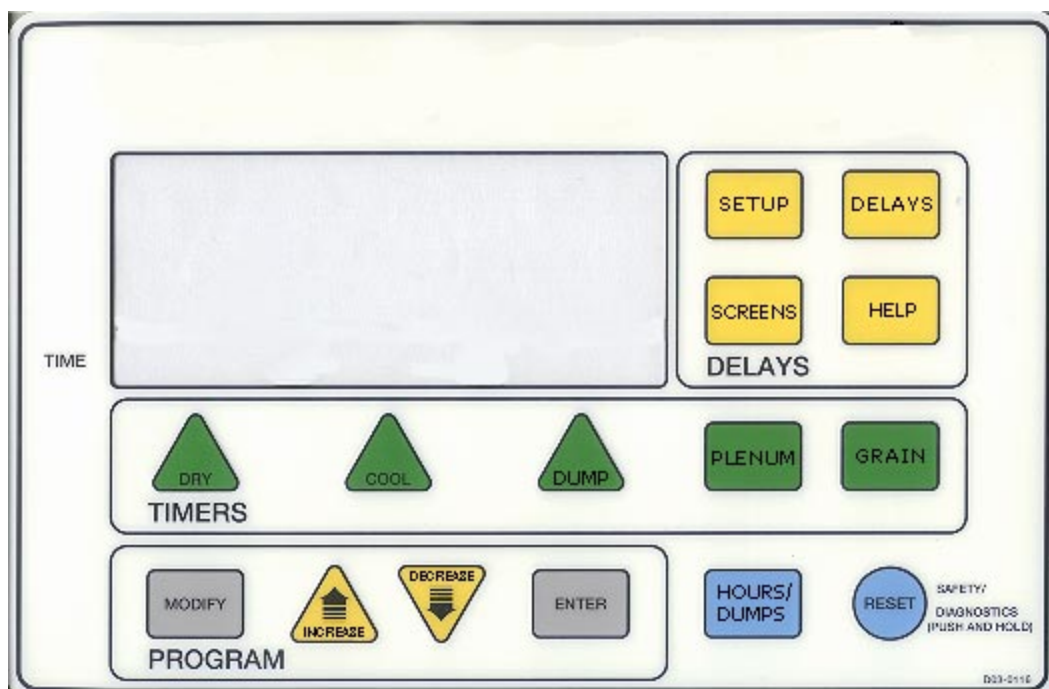 SETUP
DELAYS
SCREENS
HELP
DELAYS
TIME
DRY
COOL
DUMP
PLENUM
GRAIN
TIMERS
MODIFY
INCREASE
DECREASE
ENTER
PROGRAM
HOURS/
DUMPS
RESET
SAFETY/
DIAGNOSTICS
(PUSH AND HOLD)
D03-0116